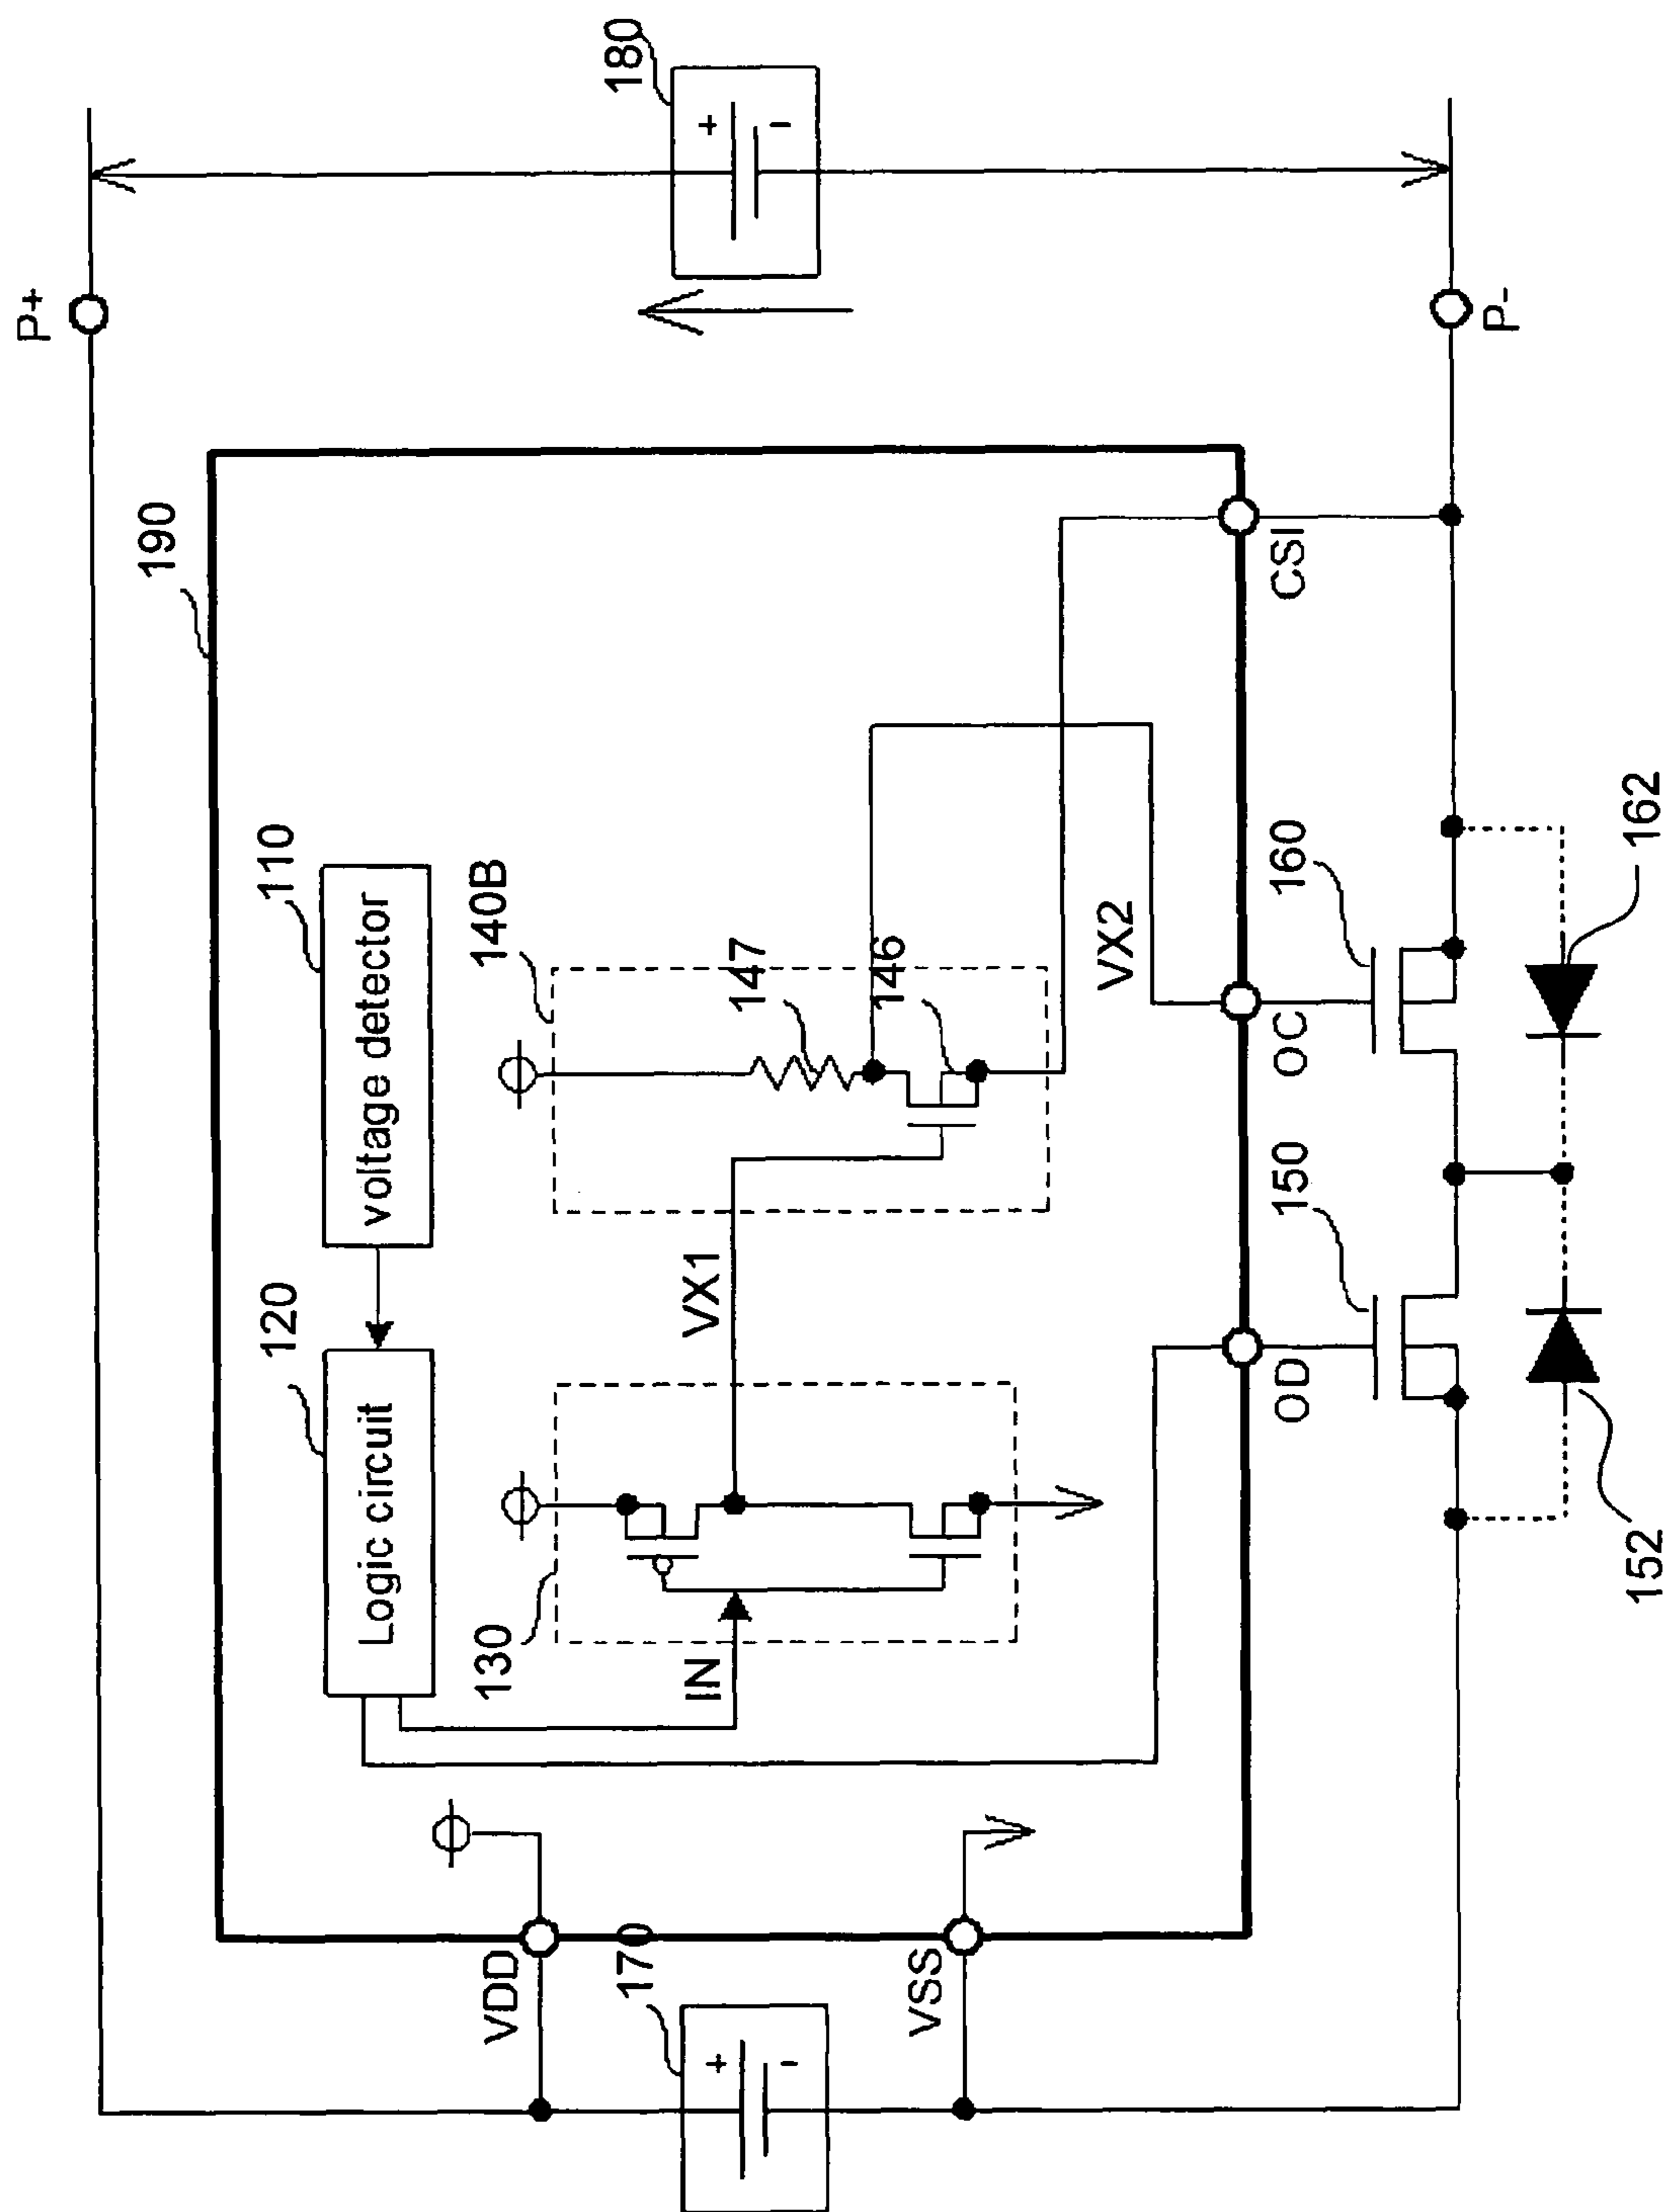 P+
180
+
-
190
110
voltage detector
120
Logic circuit
140B
147
146
VX1
VX2
130
IN
VDD
170
+
-
VSS
OD
OC
CSI
150
160
P-
152
162